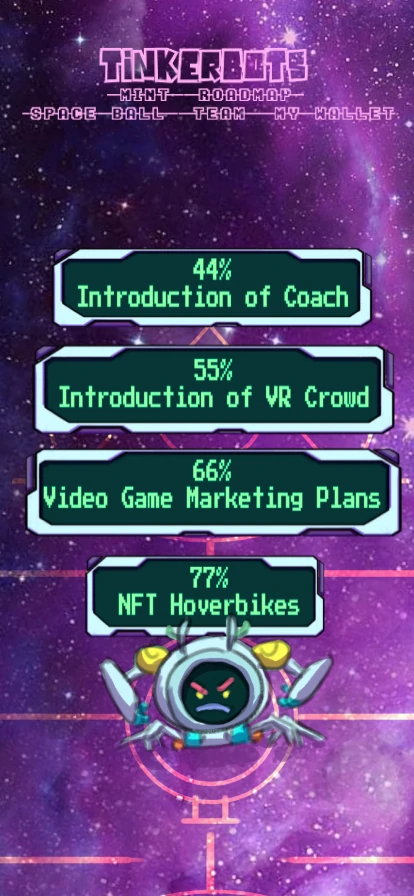 TINKERBOTS
MINT ROADMAP
SPACE BALL TEAM MY WALLET
44%
Introduction of Coach
55%
Introduction of VR Crowd
66%
Video Game Marketing Plans
77%
NFT Hoverbikes